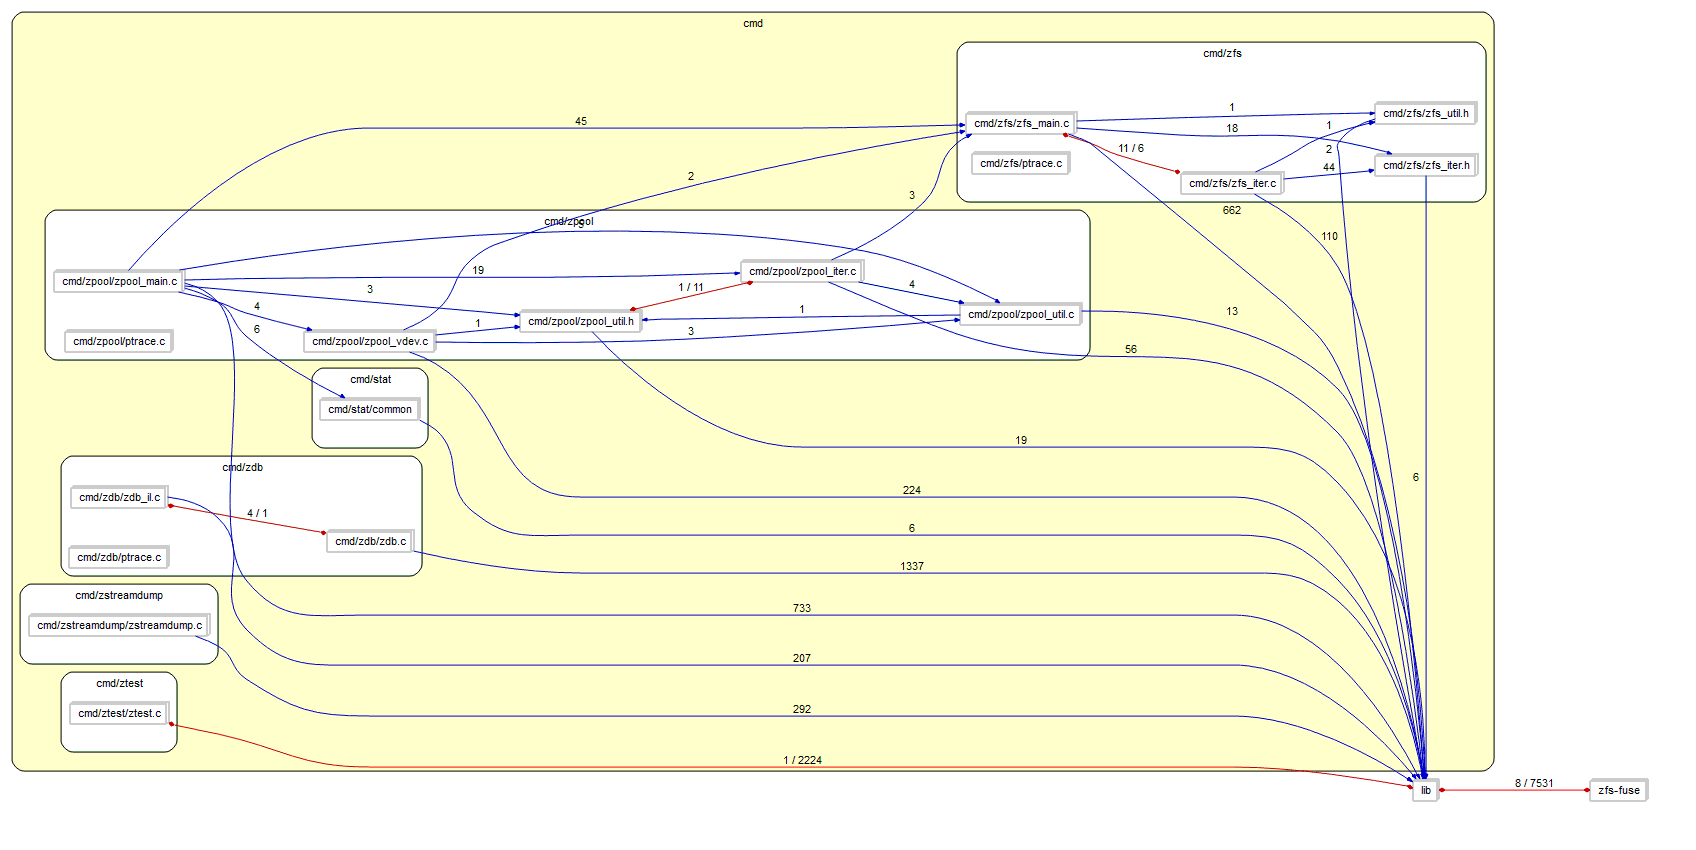 cmd
cmd/zfs
1
cmd/zfs/zfs_util.h
45
cmd/zfs/zfs_main.c
18
1
11 / 6
2
cmd/zfs/ptrace.c
44
cmd/zfs/zfs_iter.h
2
cmd/zfs/zfs_iter.c
3
662
cmd/zpool
5
110
19
cmd/zpool/zpool_iter.c
cmd/zpool/zpool_main.c
3
1 / 11
4
4
1
13
6
1
cmd/zpool/zpool_util.h
cmd/zpool/zpool_util.c
3
cmd/zpool/ptrace.c
cmd/zpool/zpool_vdev.c
56
cmd/stat
cmd/stat/common
19
cmd/zdb
6
224
cmd/zdb/zdb_il.c
4 / 1
6
cmd/zdb/zdb.c
cmd/zdb/ptrace.c
1337
cmd/zstreamdump
733
cmd/zstreamdump/zstreamdump.c
207
cmd/ztest
292
cmd/ztest/ztest.c
1 / 2224
8 / 7531
lib
zfs-fuse